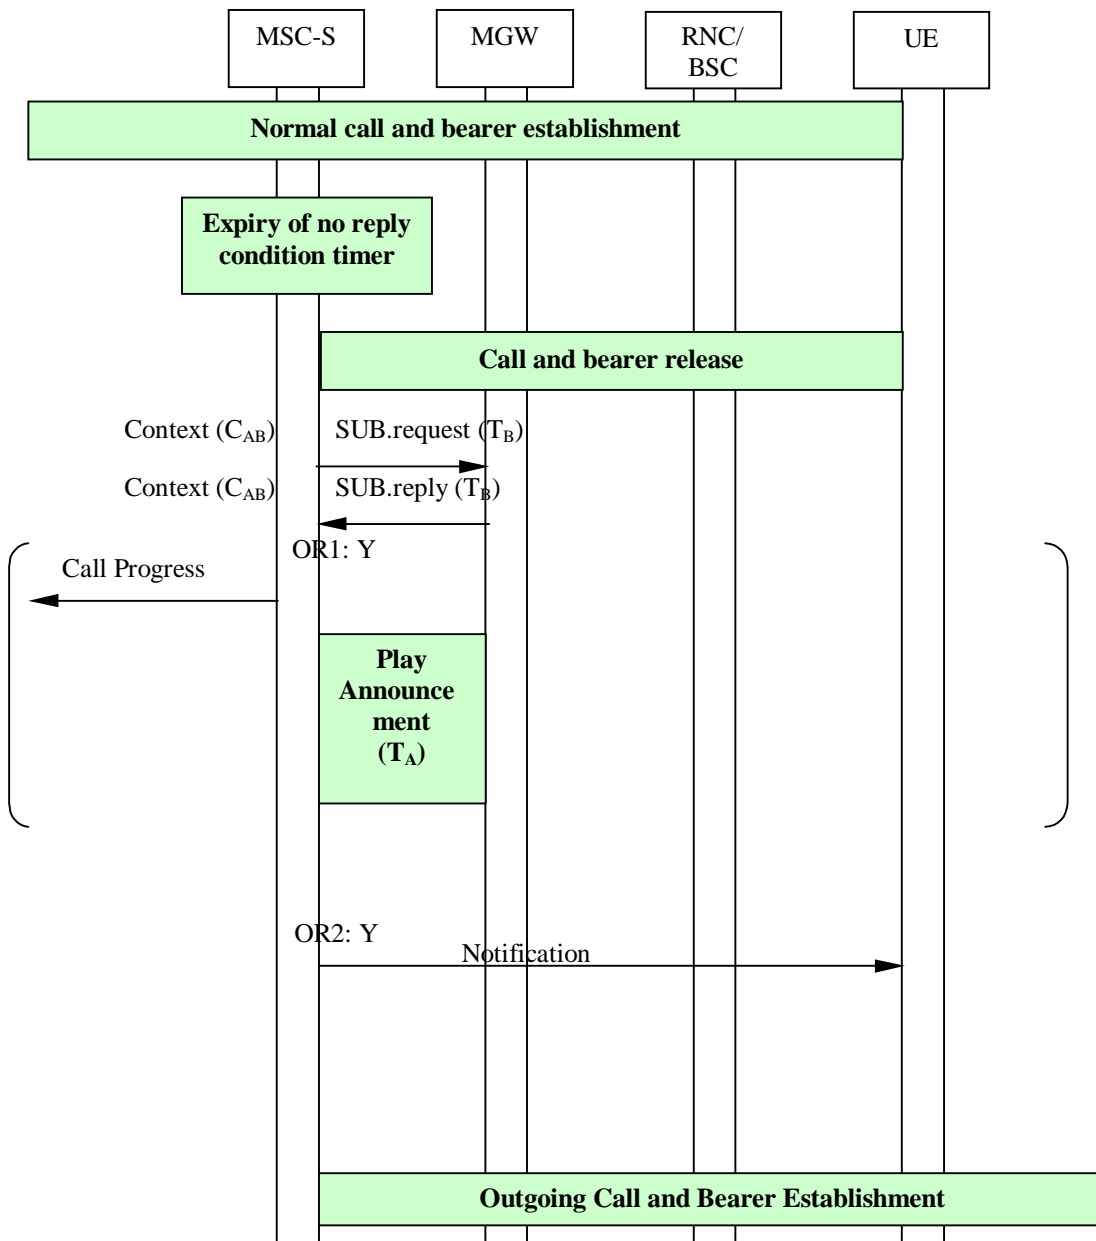 MSC-S
MGW
RNC/
BSC
UE
Normal call and bearer establishment
Expiry of no reply
condition timer
Call and bearer release
Context (CAB) SUB.request (TB)
Context (CAB) SUB.reply (TB)
OR1: Y
Call Progress
Play
Announce
ment
(TA)
OR2: Y
Notification
Outgoing Call and Bearer Establishment